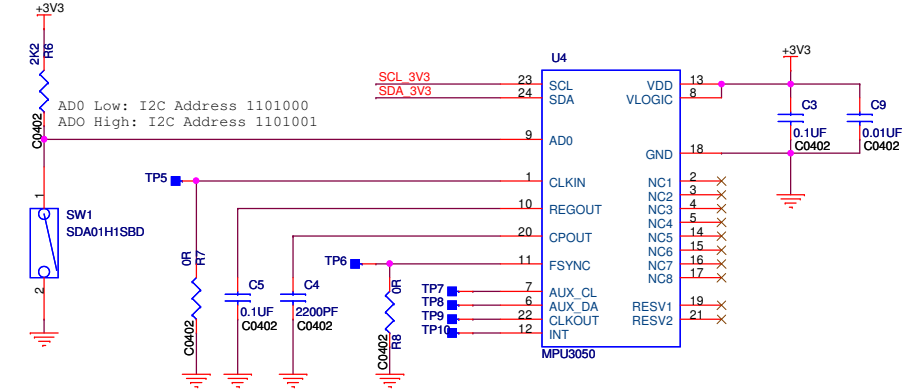 +3V3
2K2
R6
C0402
AD0 Low: I2C Address 1101000
ADO High: I2C Address 1101001
1
SW1
SDA01H1SBD
2
SCL_3V3
SDA_3V3
TP5
0R
R7
C0402
C5
0.1UF
C0402
C4
2200PF
C0402
TP6
0R
R8
C0402
TP7
TP8
TP9
TP10
U4
23 SCL
24 SDA
9 AD0
1 CLKIN
10 REGOUT
20 CPOUT
11 FSYNC
7 AUX_CL
6 AUX_DA
22 CLKOUT
12 INT
VDD 13
VLOGIC 8
GND 18
NC1 2
NC2 3
NC3 4
NC4 5
NC5 14
NC6 15
NC7 16
NC8 17
RESV1 19
RESV2 21
MPU3050
+3V3
C3
0.1UF
C0402
C9
0.01UF
C0402